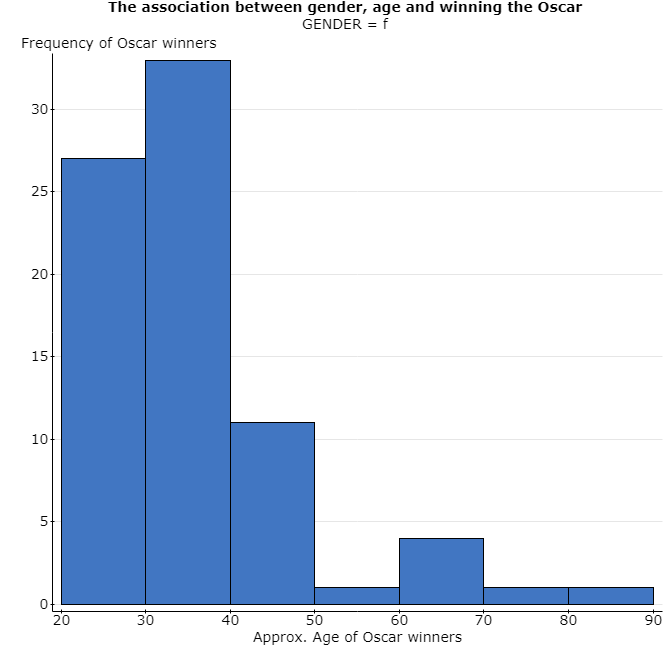 The association between gender, age and winning the Oscar
GENDER = f
Frequency of Oscar winners
30
25
20
15
10
5
0
20 30 40 50 60 70 80 90
Approx. Age of Oscar winners